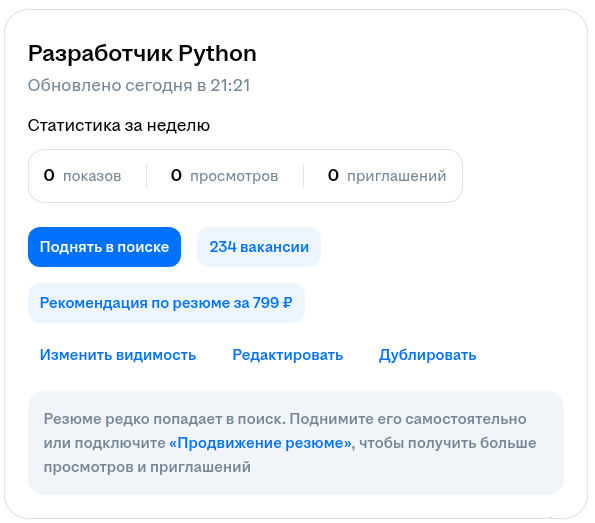 Разработчик Python
Обновлено сегодня в 21:21
Статистика за неделю
0 показов 0 просмотров 0 приглашений
Поднять в поиске 234 вакансии
Рекомендация по резюме за 799 ₽
Изменить видимость Редактировать Дублировать
Резюме редко попадает в поиск. Поднимите его самостоятельно
или подключите «Продвижение резюме», чтобы получить больше
просмотров и приглашений